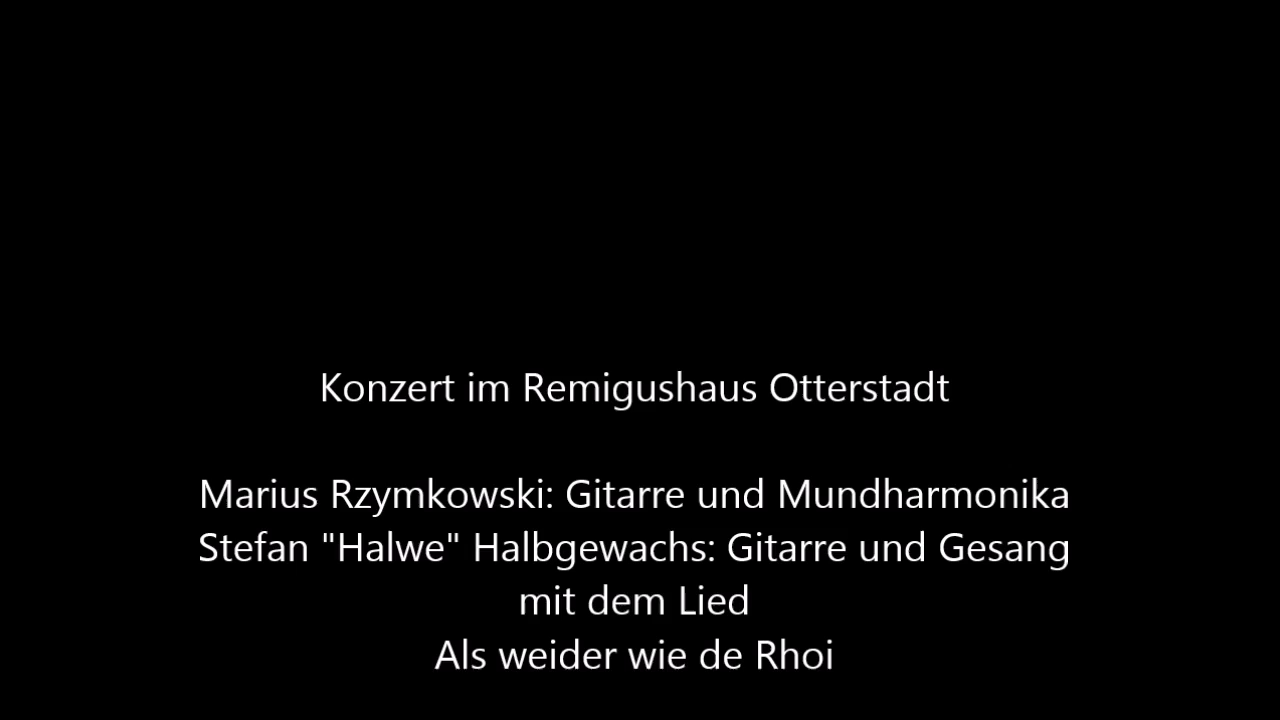 Konzert im Remigushaus Otterstadt
Marius Rzymkowski: Gitarre und Mundharmonika
Stefan "Halwe" Halbgewachs: Gitarre und Gesang
mit dem Lied
Als weider wie de Rhoi